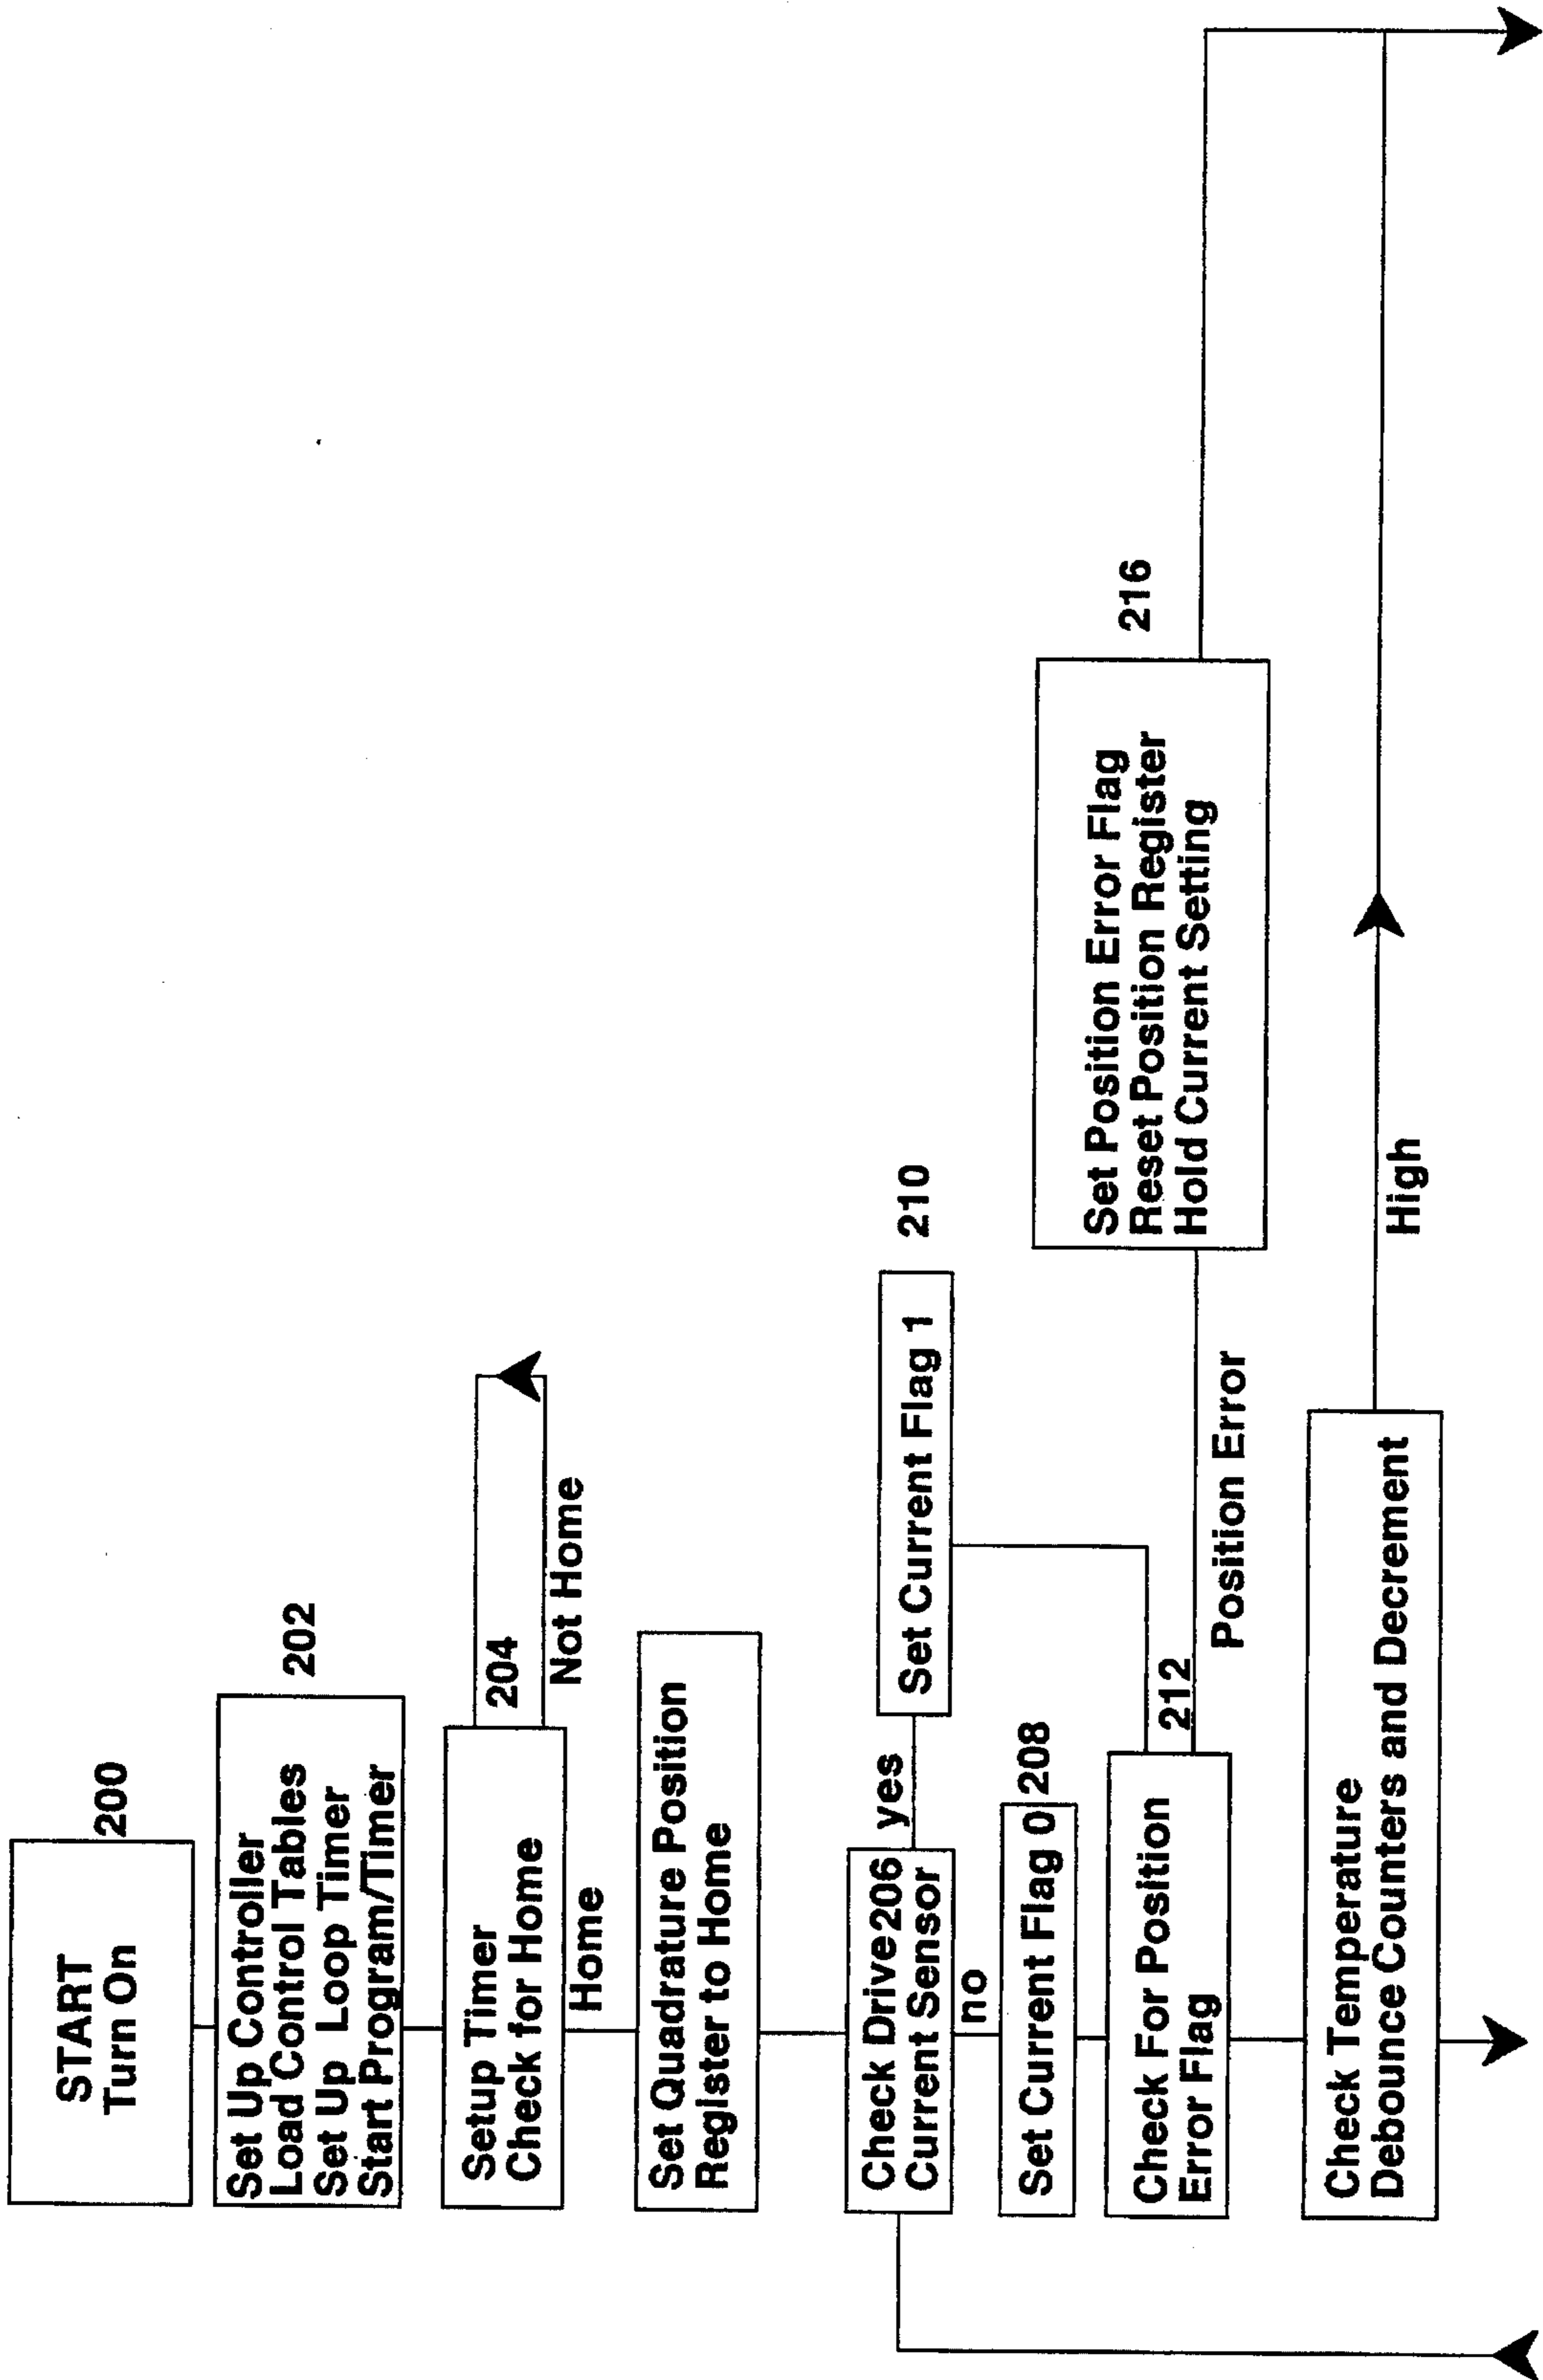 START
Turn On
200
Set Up Controller
Load Control Tables
Set Up Loop Timer
Start Program/Timer
202
Setup Timer
Check for Home
204
Not Home
Home
Set Quadrature Position
Register to Home
Check Drive206
Current Sensor
yes
Set Current Flag 1
210
no
Set Current Flag 0
208
Check For Position
Error Flag
212
Position Error
Set Position Error Flag
Reset Position Register
Hold Current Setting
216
Check Temperature
Debounce Counters and Decrement
High